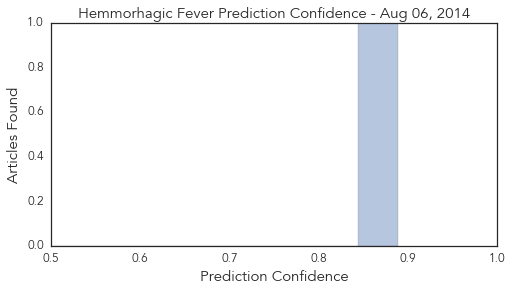 Hemmorhagic Fever Prediction Confidence - Aug 06, 2014
1.0
0.8
0.6
0.4
0.2
0.0
Articles Found
0.5 0.6 0.7 0.8 0.9 1.0
Prediction Confidence